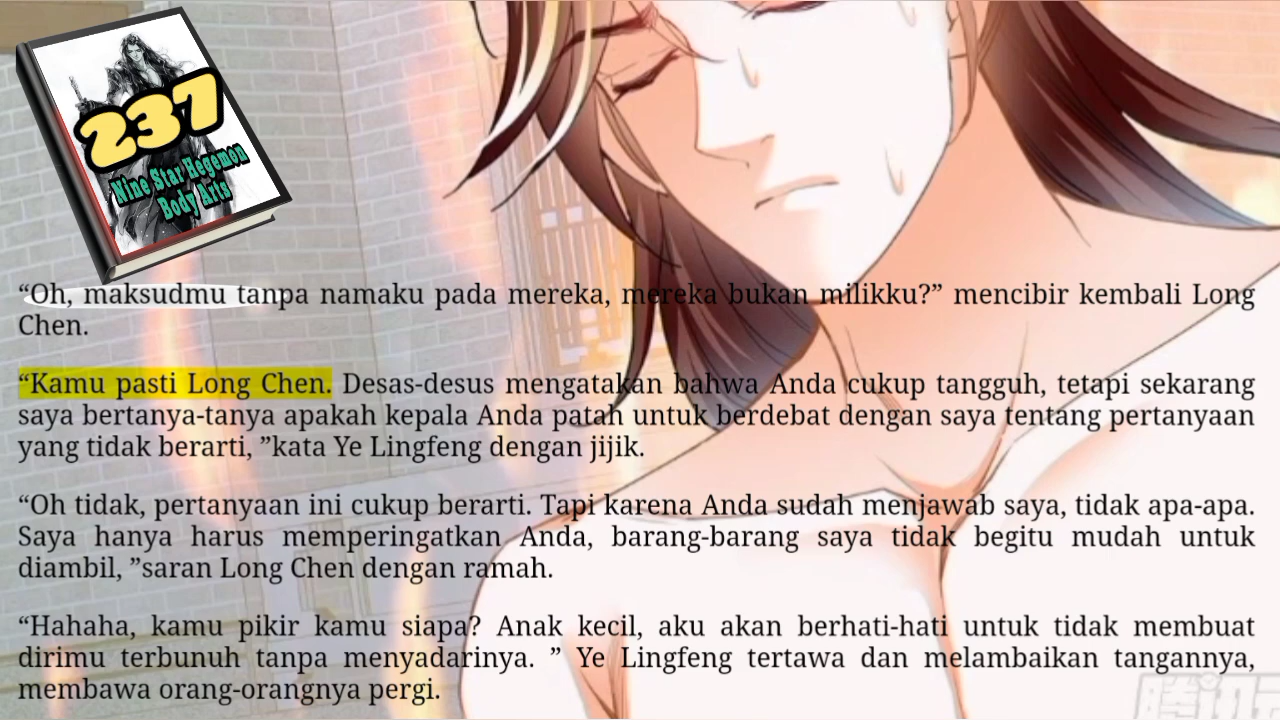 237
Nine Star Hegemon
Body Arts
“Oh, maksudmu tanpa namaku pada mereka, mereka bukan milikku?” mencibir kembali Long
Chen.
“Kamu pasti Long Chen. Desas-desus mengatakan bahwa Anda cukup tangguh, tetapi sekarang
saya bertanya-tanya apakah kepala Anda patah untuk berdebat dengan saya tentang pertanyaan
yang tidak berarti, ”kata Ye Lingfeng dengan jijik.
“Oh tidak, pertanyaan ini cukup berarti. Tapi karena Anda sudah menjawab saya, tidak apa-apa.
Saya hanya harus memperingatkan Anda, barang-barang saya tidak begitu mudah untuk
diambil, ”saran Long Chen dengan ramah.
“Hahaha, kamu pikir kamu siapa? Anak kecil, aku akan berhati-hati untuk tidak membuat
dirimu terbunuh tanpa menyadarinya. ” Ye Lingfeng tertawa dan melambaikan tangannya,
membawa orang-orangnya pergi.
腾讯